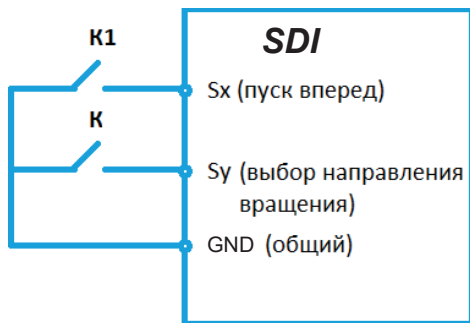 K1
SDI
Sx (пуск вперед)
K
Sy (выбор направления
вращения)
GND (общий)